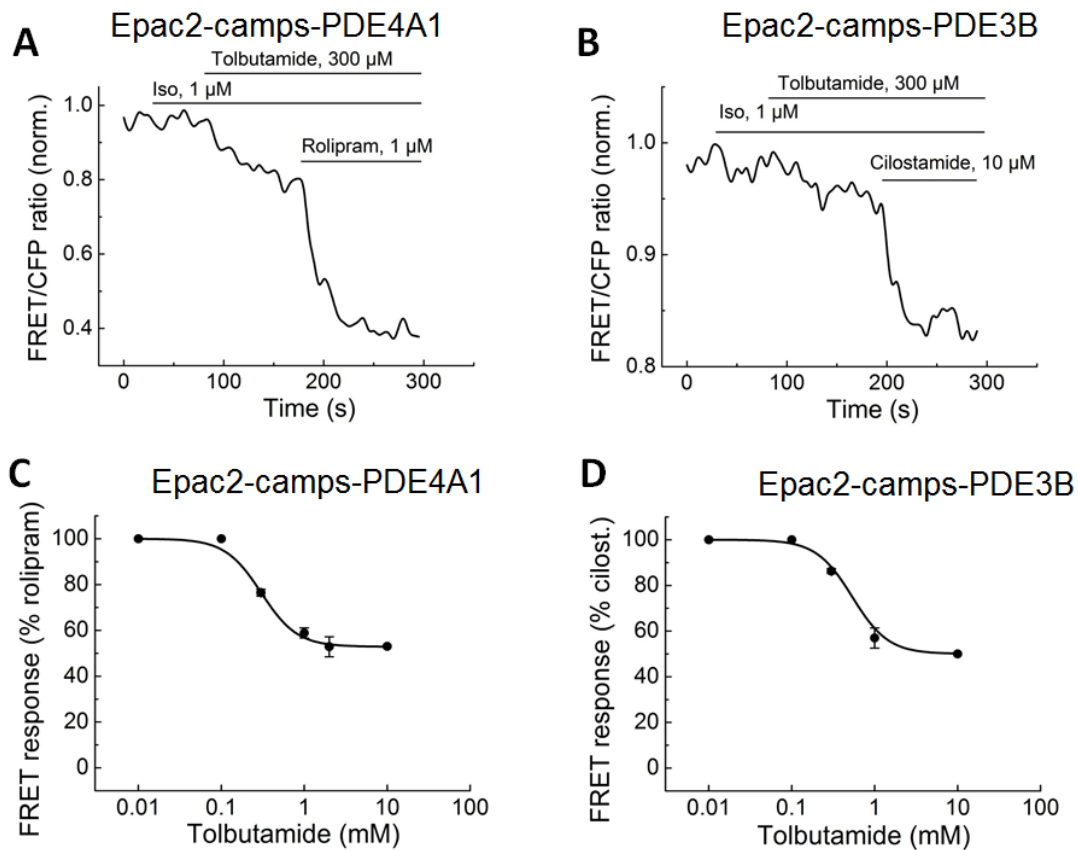 A
Epac2-camps-PDE4A1
Tolbutamide, 300 µM
Iso, 1 µM
Rolipram, 1 µM
1.0
0.8
0.6
0.4
FRET/CFP ratio (norm.)
0 100 200 300
Time (s)
B
Epac2-camps-PDE3B
Tolbutamide, 300 µM
Iso, 1 µM
Cilostamide, 10 µM
1.0
0.9
0.8
FRET/CFP ratio (norm.)
0 100 200 300
Time (s)
C
Epac2-camps-PDE4A1
100
80
60
40
20
0
FRET response (% rolipram)
0.01 0.1 1 10 100
Tolbutamide (mM)
D
Epac2-camps-PDE3B
100
80
60
40
20
0
FRET response (% cilost.)
0.01 0.1 1 10 100
Tolbutamide (mM)